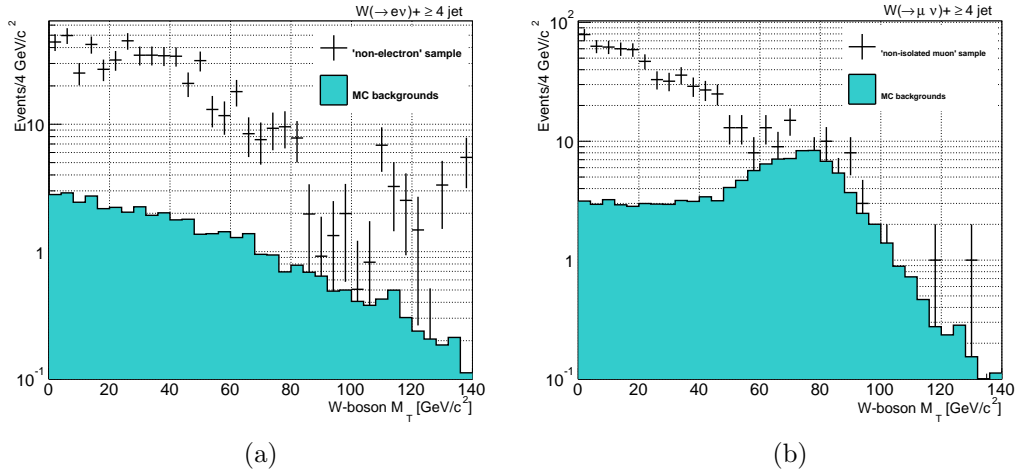 W(→eν)+ ≥ 4 jet
Events/4 GeV/c²
'non-electron' sample
MC backgrounds
10
1
10⁻¹
0 20 40 60 80 100 120 140
W-boson M_T [GeV/c²]
(a)
W(→μ ν)+ ≥ 4 jet
Events/4 GeV/c²
10²
'non-isolated muon' sample
MC backgrounds
10
1
10⁻¹
0 20 40 60 80 100 120 140
W-boson M_T [GeV/c²]
(b)